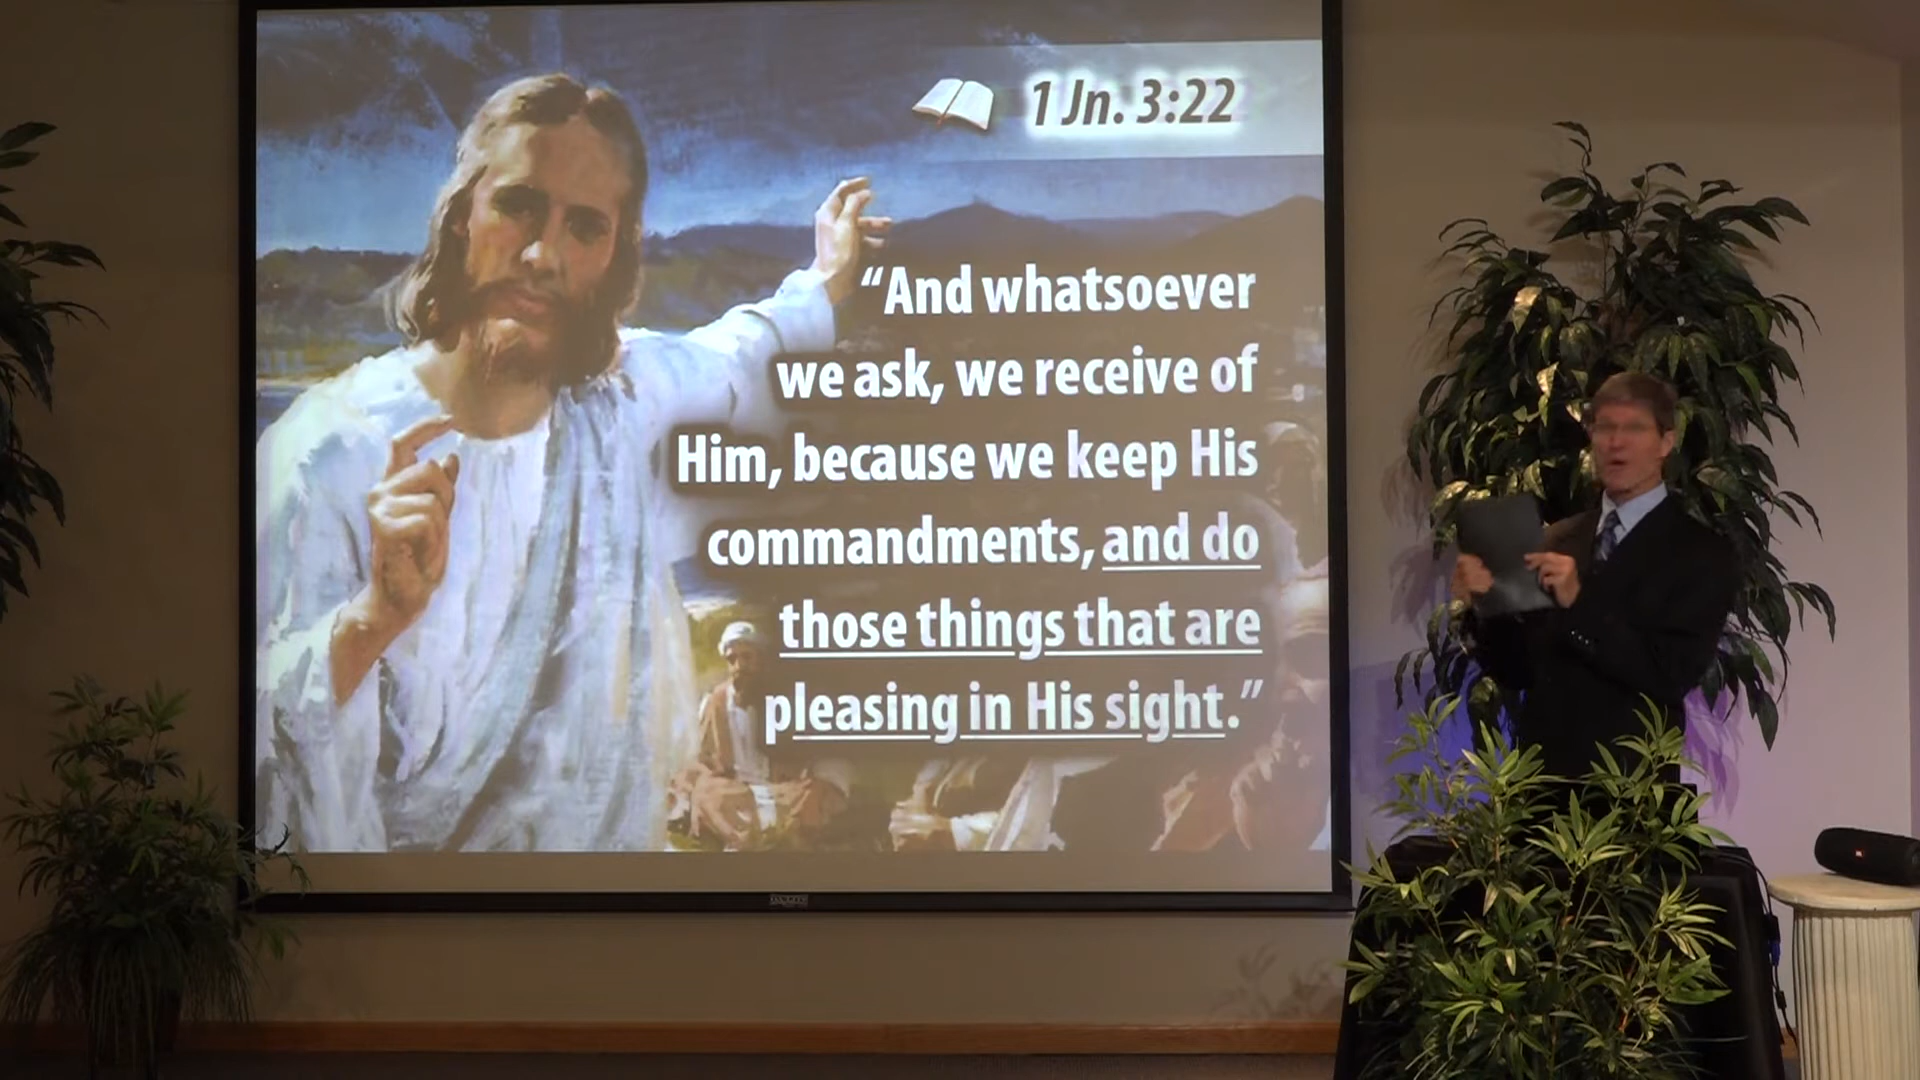 1 Jn. 3:22
“And whatsoever
we ask, we receive of
Him, because we keep His
commandments, and do
those things that are
pleasing in His sight.”